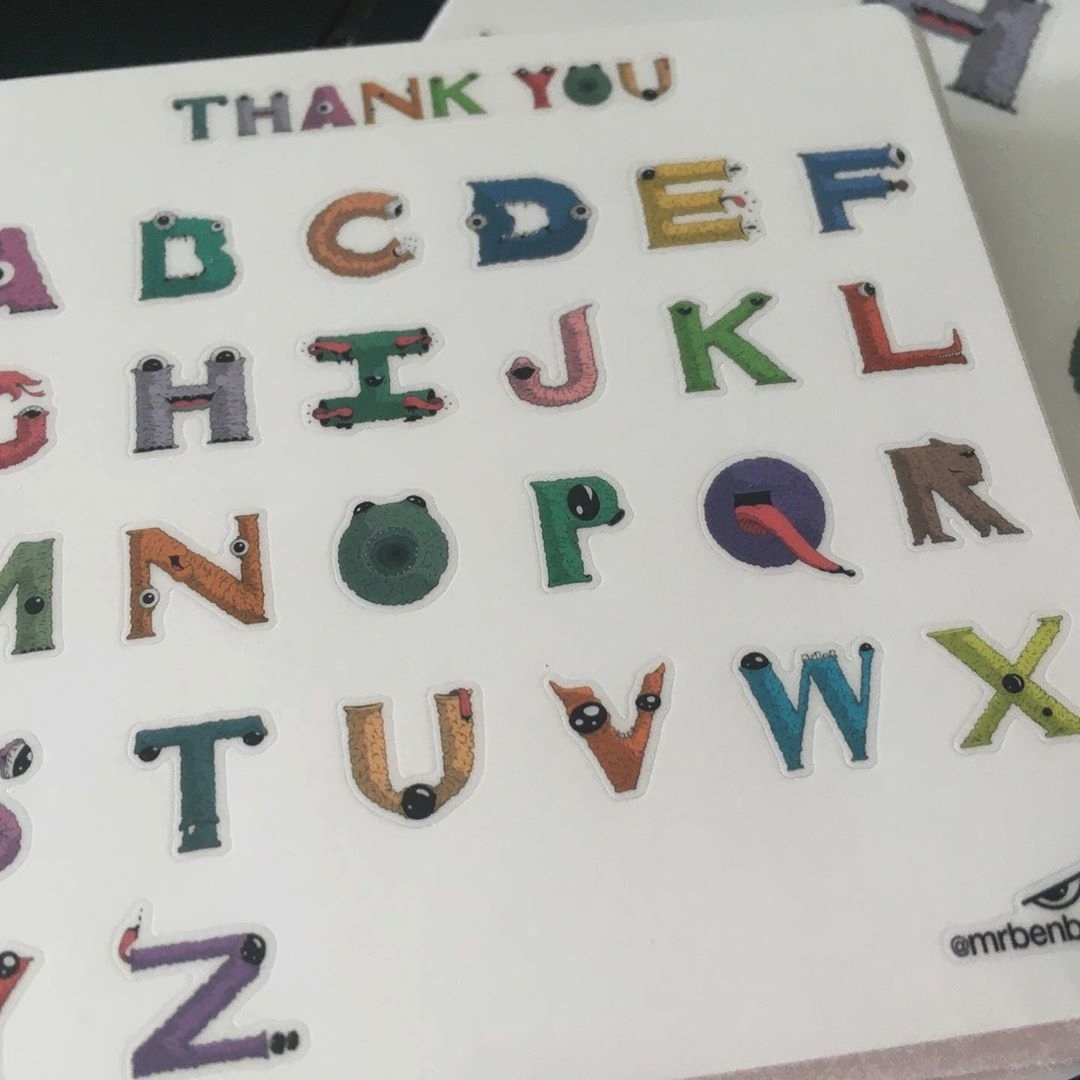 THANK YOU
A B C D E F
G H I J K L
M N O P Q R
S T U V W X
Y Z
@mrbenb
H